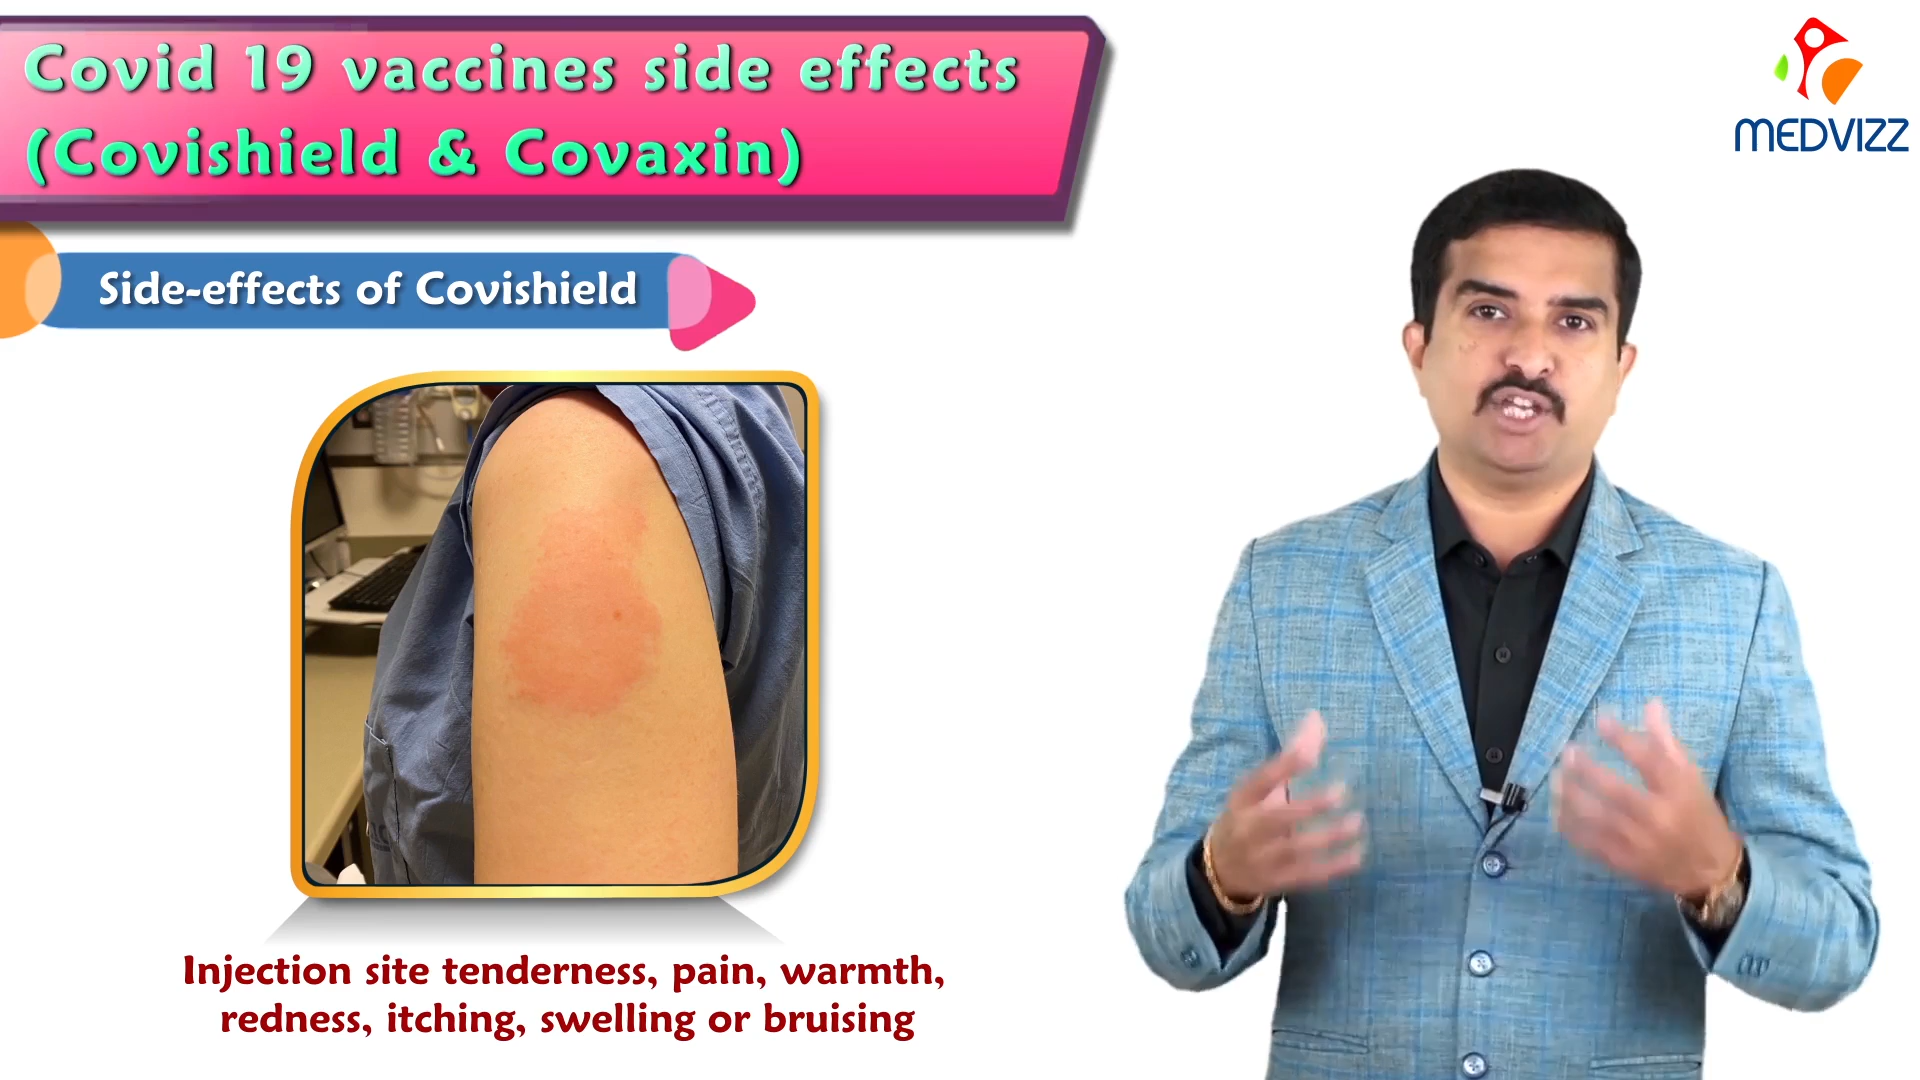 Covid 19 vaccines side effects
(Covishield & Covaxin)
MEDVIZZ
Side-effects of Covishield
Injection site tenderness, pain, warmth,
redness, itching, swelling or bruising